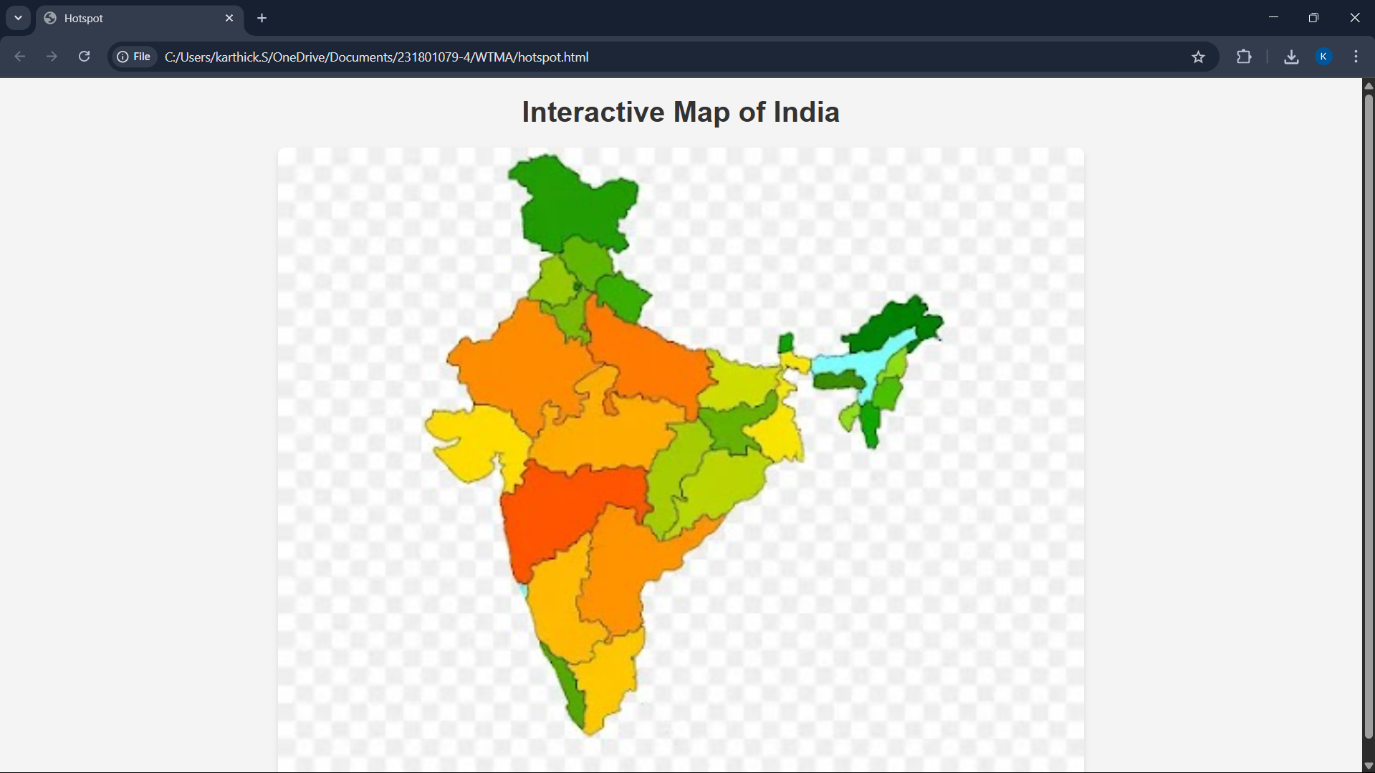 Hotspot
File C:/Users/karthick.S/OneDrive/Documents/231801079-4/WTMA/hotspot.html
K
Interactive Map of India